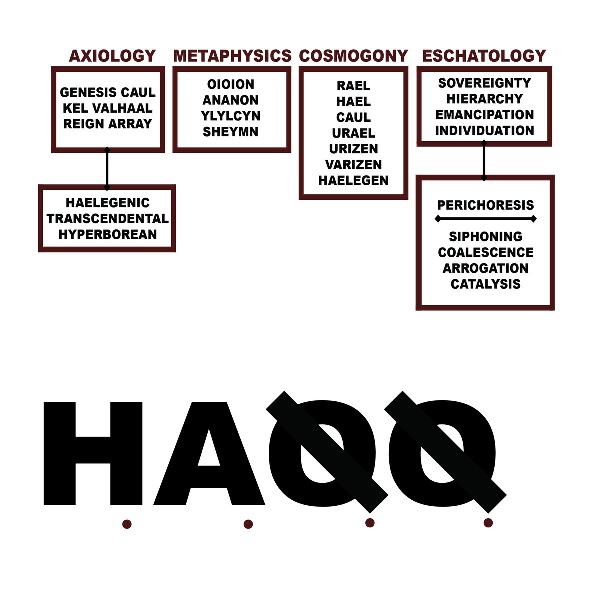 AXIOLOGY
GENESIS CAUL
KEL VALHAAL
REIGN ARRAY
HAELEGENIC
TRANSCENDENTAL
HYPERBOREAN
METAPHYSICS
OIOION
ANANON
YLYLCYN
SHEYMN
COSMOGONY
RAEL
HAEL
CAUL
URAEL
URIZEN
VARIZEN
HAELEGEN
ESCHATOLOGY
SOVEREIGNTY
HIERARCHY
EMANCIPATION
INDIVIDUATION
PERICHORESIS
SIPHONING
COALESCENCE
ARROGATION
CATALYSIS
HAQQ